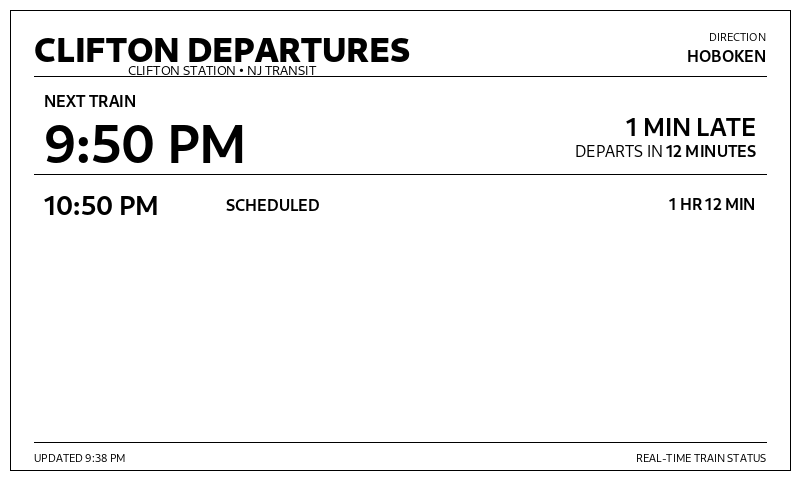 CLIFTON DEPARTURES
CLIFTON STATION • NJ TRANSIT
DIRECTION
HOBOKEN
NEXT TRAIN
9:50 PM
1 MIN LATE
DEPARTS IN 12 MINUTES
10:50 PM SCHEDULED 1 HR 12 MIN
UPDATED 9:38 PM
REAL-TIME TRAIN STATUS